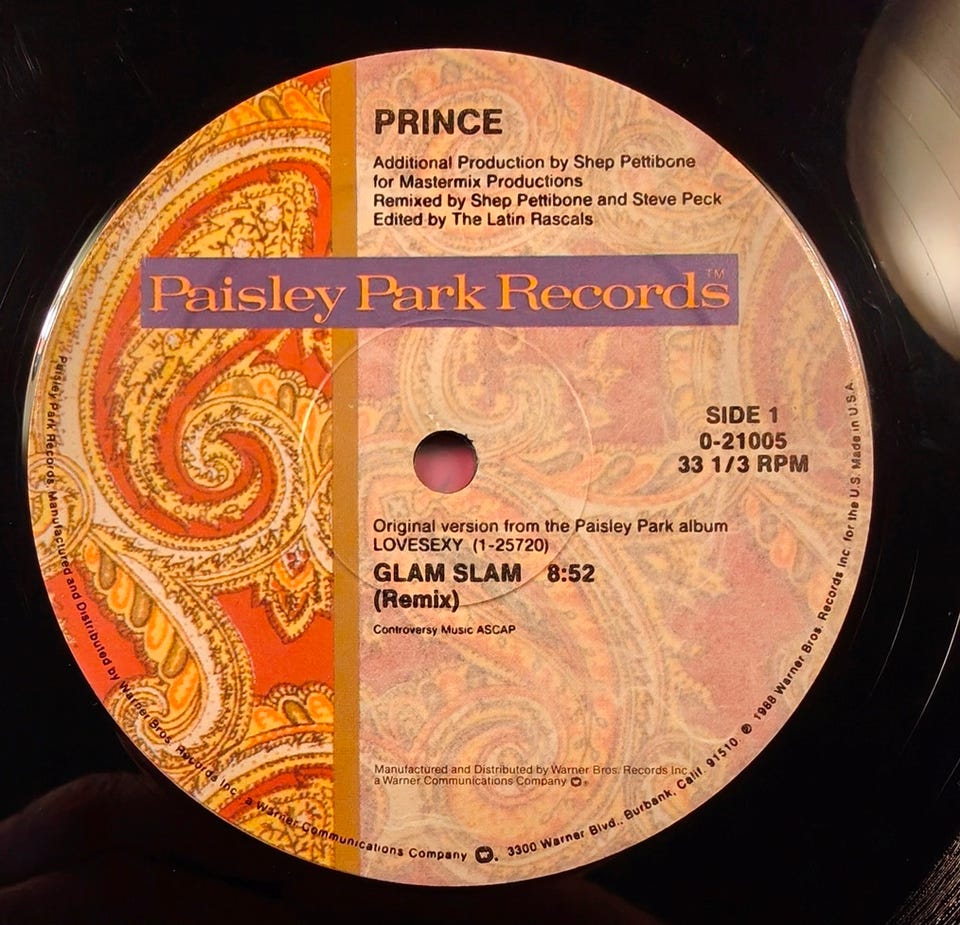 PRINCE
Additional Production by Shep Pettibone
for Mastermix Productions
Remixed by Shep Pettibone and Steve Peck
Edited by The Latin Rascals
Paisley Park Records™
SIDE 1
0-21005
33 1/3 RPM
Original version from the Paisley Park album
LOVESEXY (1-25720)
GLAM SLAM 8:52
(Remix)
Controversy Music ASCAP
Manufactured and Distributed by Warner Bros. Records Inc.,
a Warner Communications Company W.
Paisley Park Records. Manufactured and Distributed by Warner Bros. Records Inc., a Warner Communications Company W. 3300 Warner Blvd., Burbank, Calif. 91510. ℗ 1988 Warner Bros. Records Inc. for the U.S. Made in U.S.A.